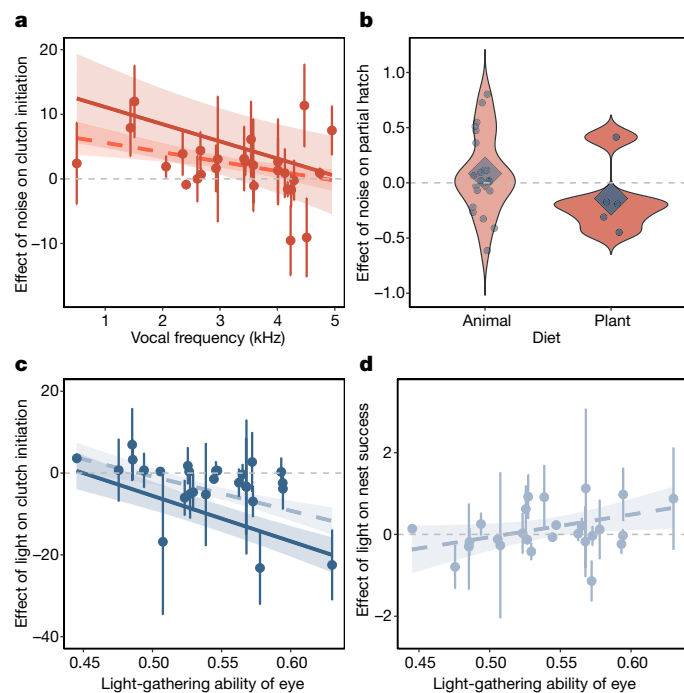 a
Effect of noise on clutch initiation
20
10
0
−10
1 2 3 4 5
Vocal frequency (kHz)
b
Effect of noise on partial hatch
1.0
0.5
0.0
−0.5
−1.0
Animal Plant
Diet
c
Effect of light on clutch initiation
20
0
−20
−40
0.45 0.50 0.55 0.60
Light-gathering ability of eye
d
Effect of light on nest success
2
0
−2
0.45 0.50 0.55 0.60
Light-gathering ability of eye